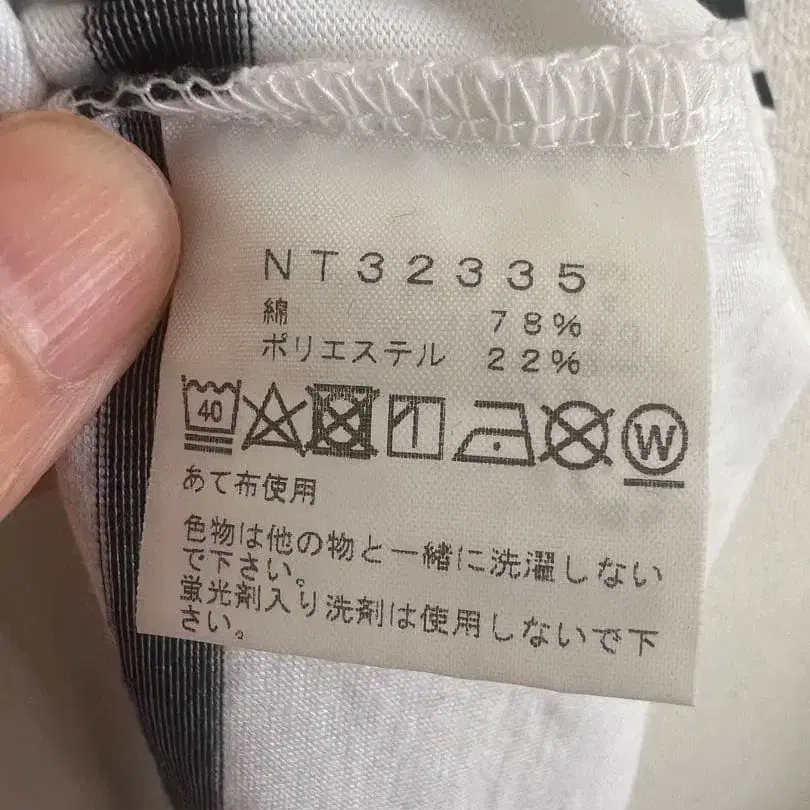 NT32335
綿 78%
ポリエステル 22%
40 W
あて布使用
色物は他の物と一緒に洗濯しない
で下さい。
蛍光剤入り洗剤は使用しないで下
さい。